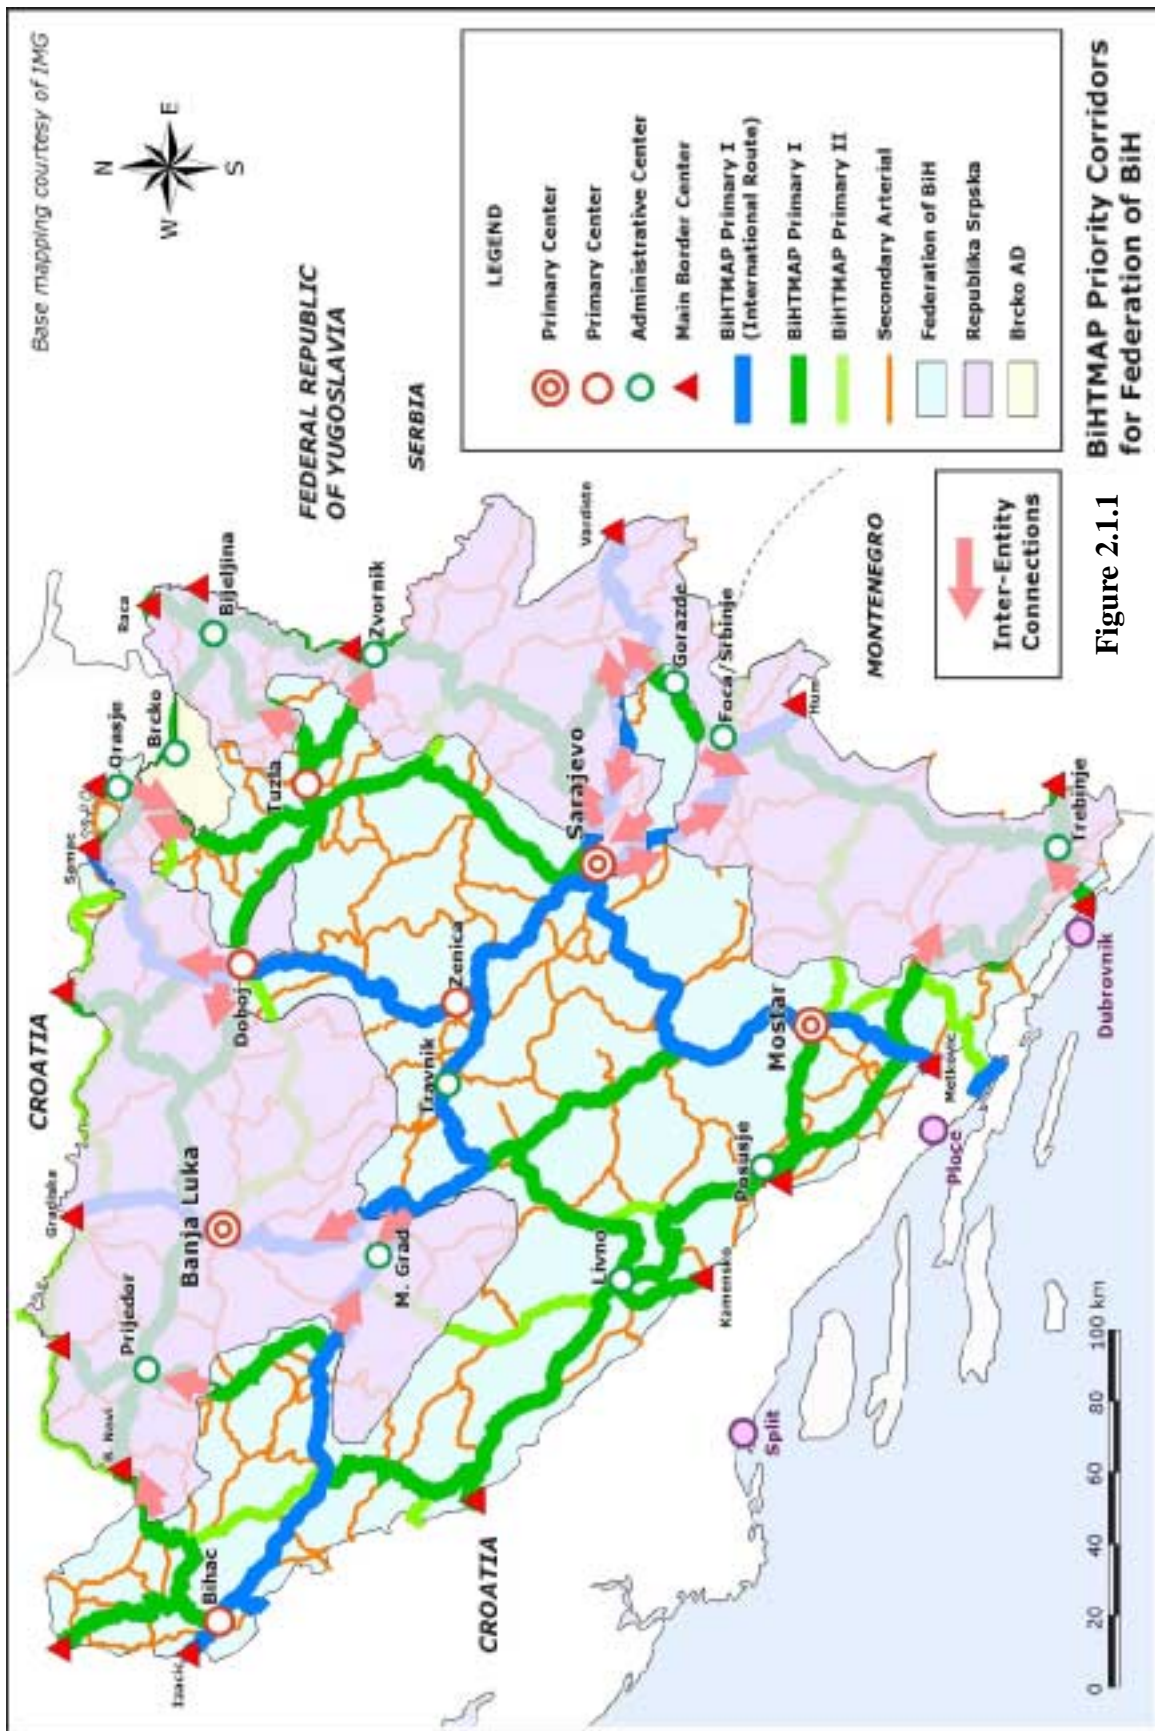 Base mapping courtesy of IMG
N
W
E
S
CROATIA
FEDERAL REPUBLIC
OF YUGOSLAVIA
SERBIA
MONTENEGRO
CROATIA
Izacic
Bihac
B. Novi
Prijedor
Gradiska
Banja Luka
M. Grad
Doboj
Samac
Orasje
Brcko
Raca
Bijeljina
Tuzla
Zvornik
Travnik
Zenica
Sarajevo
Vardiste
Gorazde
Foca/Srbinje
Hum
Livno
Kamensko
Posusje
Mostar
Metkovic
Ploce
Split
Dubrovnik
Trebinje
0
20
40
60
80
100 km
LEGEND
Primary Center
Primary Center
Administrative Center
Main Border Center
BiHTMAP Primary I
(International Route)
BiHTMAP Primary I
BiHTMAP Primary II
Secondary Arterial
Federation of BiH
Republika Srpska
Brcko AD
Inter-Entity
Connections
Figure 2.1.1
BiHTMAP Priority Corridors
for Federation of BiH